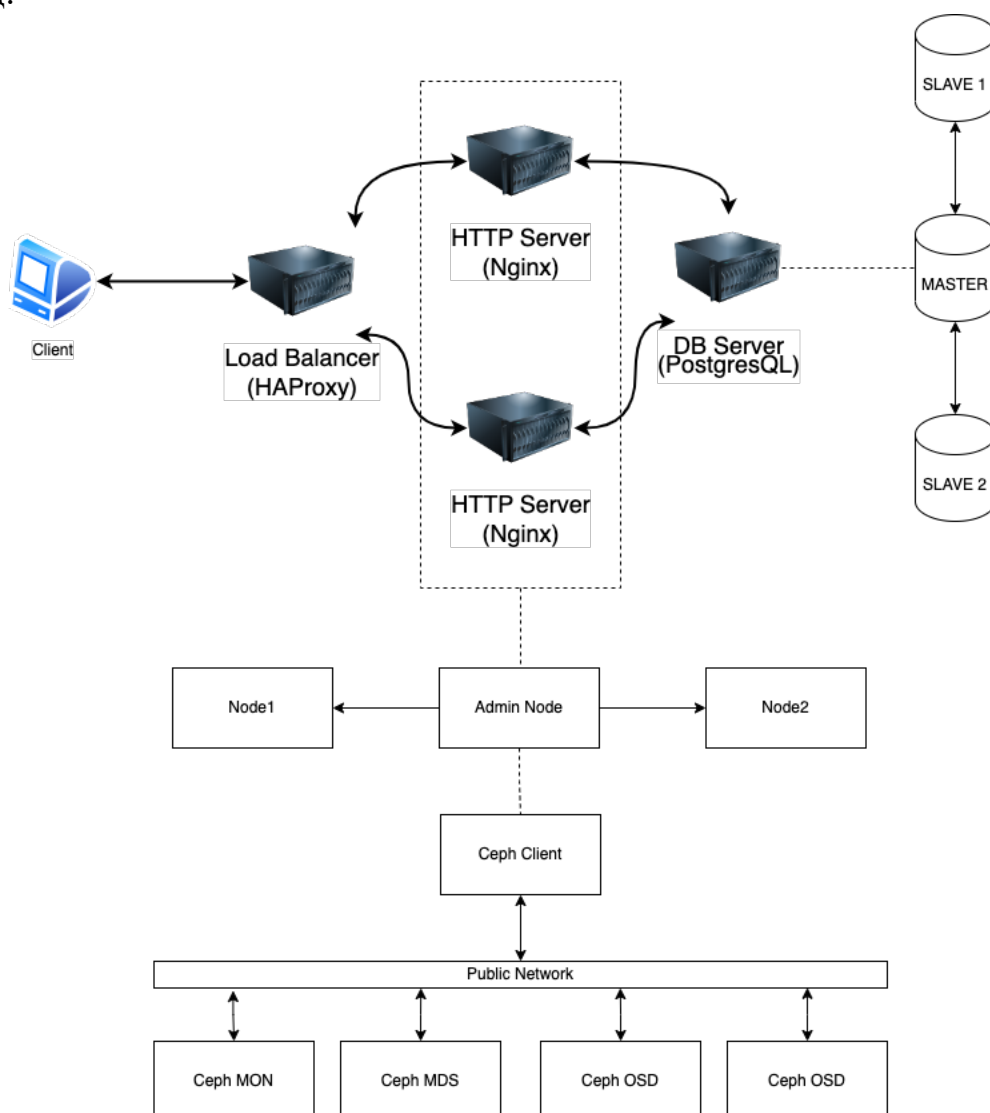 SLAVE 1
HTTP Server
(Nginx)
MASTER
Client
Load Balancer
(HAProxy)
DB Server
(PostgresQL)
SLAVE 2
HTTP Server
(Nginx)
Node1
Admin Node
Node2
Ceph Client
Public Network
Ceph MON
Ceph MDS
Ceph OSD
Ceph OSD